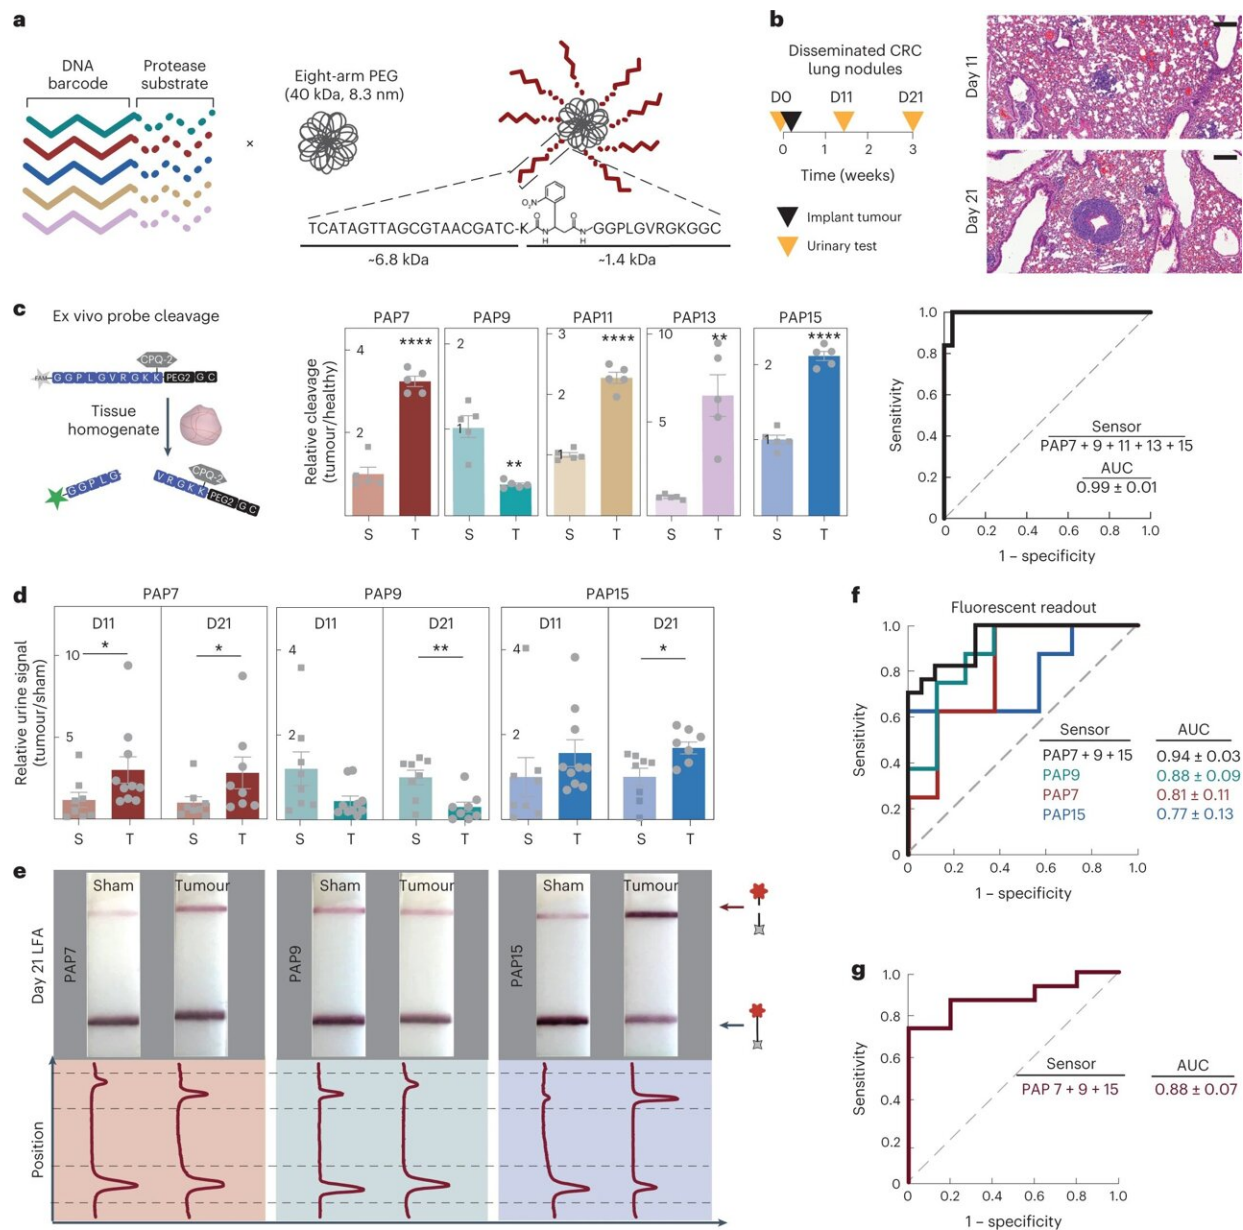 a
DNA
barcode
Protease
substrate
×
Eight-arm PEG
(40 kDa, 8.3 nm)
O₂N
O
N
H
O
N
H
TCATAGTTAGCGTAACGATC-K
GGPLGVRGKGGC
~6.8 kDa
~1.4 kDa
b
Disseminated CRC
lung nodules
D0
D11
D21
0
1
2
3
Time (weeks)
Implant tumour
Urinary test
Day 11
Day 21
c
Ex vivo probe cleavage
CPQ-2
FAM
G G P L G V R G K K PEG2 G C
Tissue
homogenate
G G P L G
CPQ-2
V R G K K PEG2 G C
Relative cleavage
(tumour/healthy)
PAP7
4
2
****
S
T
PAP9
2
1
**
S
T
PAP11
3
2
1
****
S
T
PAP13
10
5
**
S
T
PAP15
2
1
****
S
T
Sensitivity
1.0
0.8
0.6
0.4
0.2
0
0
0.2
0.4
0.6
0.8
1.0
1 – specificity
Sensor
PAP7 + 9 + 11 + 13 + 15
AUC
0.99 ± 0.01
d
Relative urine signal
(tumour/sham)
PAP7
D11
D21
10
5
0
*
*
S
T
S
T
PAP9
D11
D21
4
2
0
**
S
T
S
T
PAP15
D11
D21
4
2
0
*
S
T
S
T
e
Day 21 LFA
PAP7
Sham
Tumour
PAP9
Sham
Tumour
PAP15
Sham
Tumour
Position
f
Fluorescent readout
Sensitivity
1.0
0.8
0.6
0.4
0.2
0
0
0.2
0.4
0.6
0.8
1.0
1 – specificity
Sensor
AUC
PAP7 + 9 + 15
0.94 ± 0.03
PAP9
0.88 ± 0.09
PAP7
0.81 ± 0.11
PAP15
0.77 ± 0.13
g
Sensitivity
1.0
0.8
0.6
0.4
0.2
0
0
0.2
0.4
0.6
0.8
1.0
1 – specificity
Sensor
AUC
PAP 7 + 9 + 15
0.88 ± 0.07